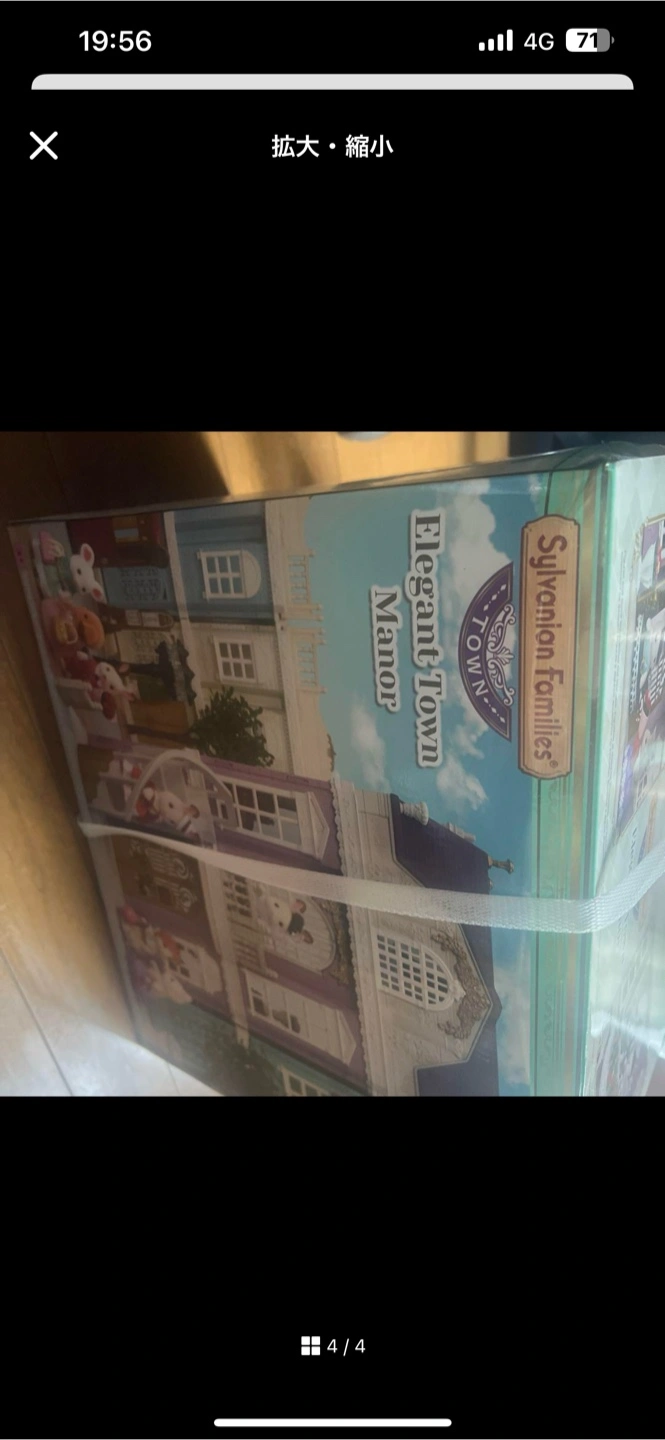 19:56
4G
71
拡大・縮小
Sylvanian Families®
TOWN
Elegant Town
Manor
4 / 4